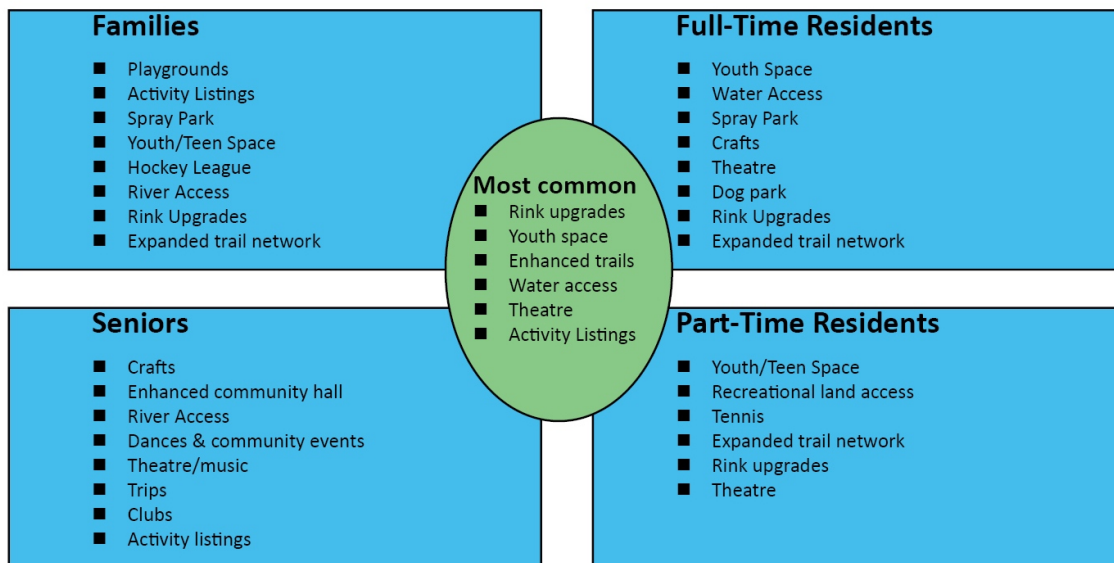 Families
■ Playgrounds
■ Activity Listings
■ Spray Park
■ Youth/Teen Space
■ Hockey League
■ River Access
■ Rink Upgrades
■ Expanded trail network
Full-Time Residents
■ Youth Space
■ Water Access
■ Spray Park
■ Crafts
■ Theatre
■ Dog park
■ Rink Upgrades
■ Expanded trail network
Most common
■ Rink upgrades
■ Youth space
■ Enhanced trails
■ Water access
■ Theatre
■ Activity Listings
Seniors
■ Crafts
■ Enhanced community hall
■ River Access
■ Dances & community events
■ Theatre/music
■ Trips
■ Clubs
■ Activity listings
Part-Time Residents
■ Youth/Teen Space
■ Recreational land access
■ Tennis
■ Expanded trail network
■ Rink upgrades
■ Theatre